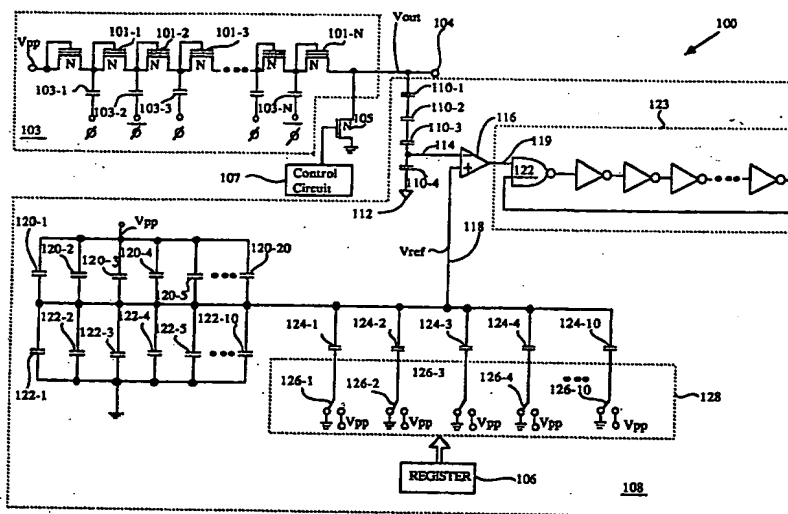 101-1 101-2 101-3 101-N Vout 104 100
Vpp N N N N N
103-1 103-2 103-3 103-N
ϕ ϕ̅ ϕ ϕ ϕ̅
103
N 105
107 Control Circuit
110-1
110-2
110-3
110-4
112
114
116
119
122
123
Vref
118
Vpp
120-1 120-2 120-3 120-4 120-5 120-20
122-1 122-2 122-3 122-4 122-5 122-10
124-1 124-2 124-3 124-4 124-10
126-1 126-2 126-3 126-4 126-10
128
Vpp Vpp Vpp Vpp Vpp
REGISTER 106
108